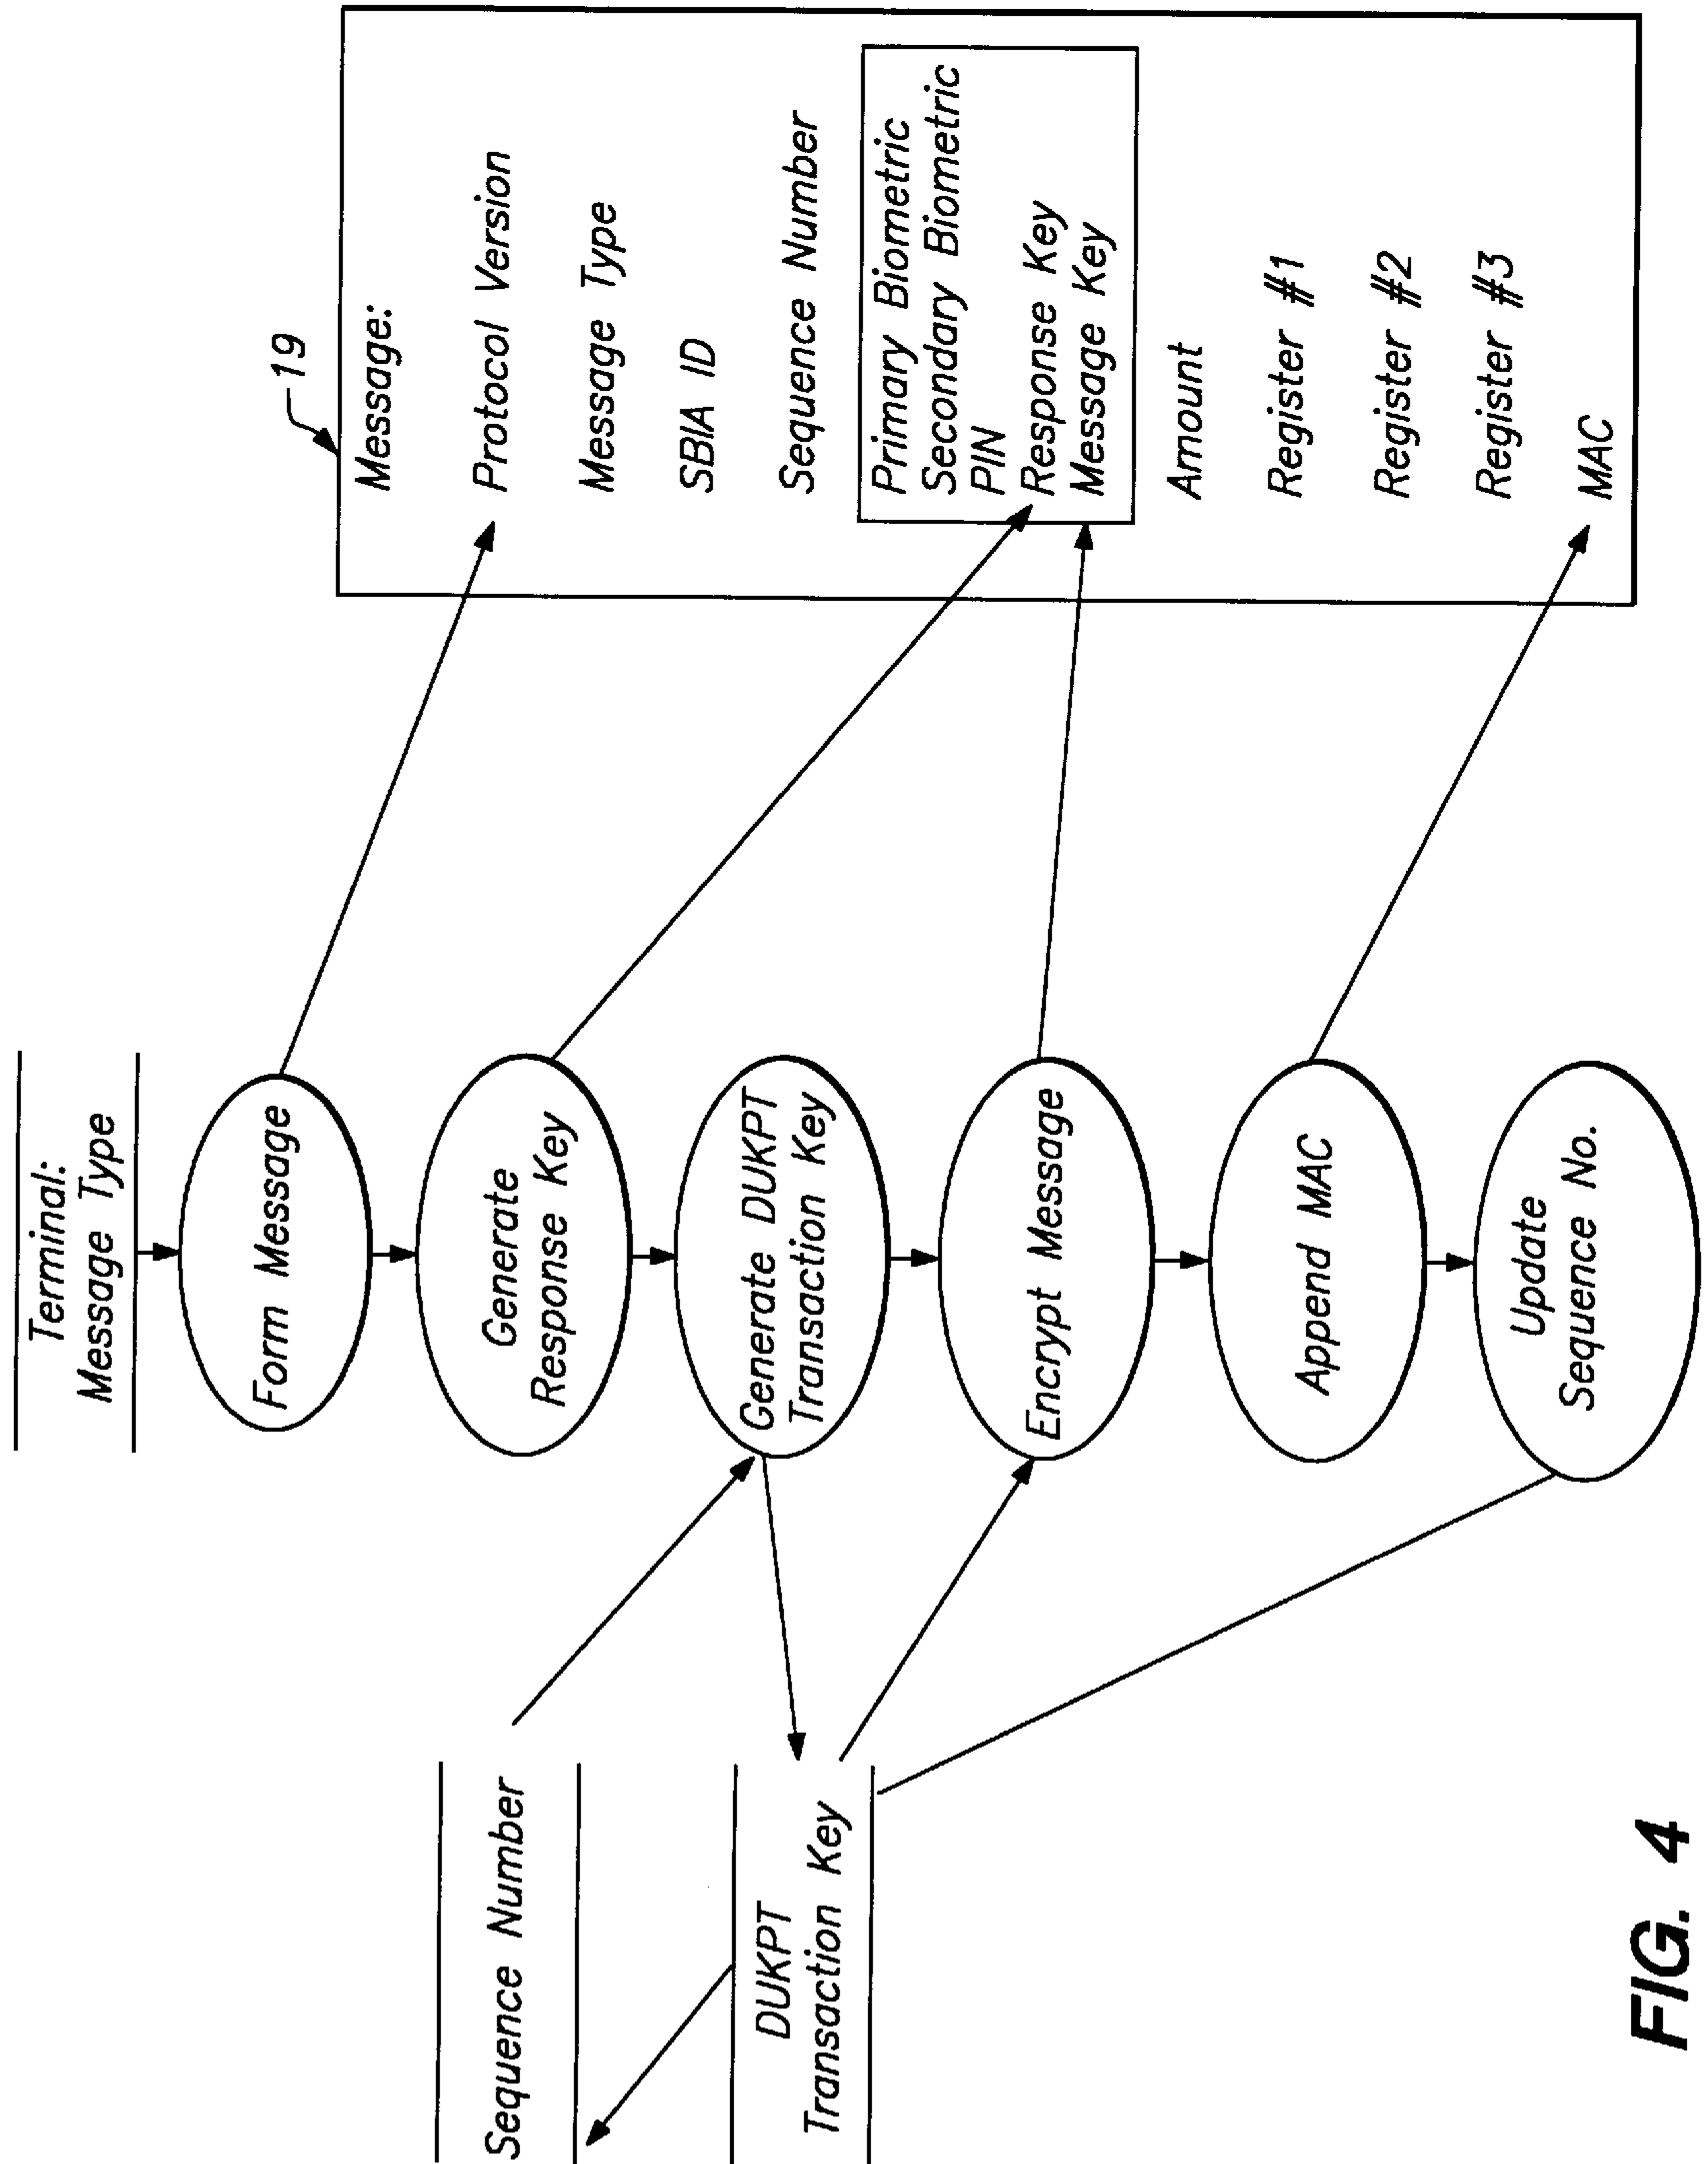 Terminal:
Message Type
Form Message
Generate
Response Key
Generate DUKPT
Transaction Key
Encrypt Message
Append MAC
Update
Sequence No.
Sequence Number
DUKPT
Transaction Key
19
Message:
Protocol Version
Message Type
SBIA ID
Sequence Number
Primary Biometric
Secondary Biometric
PIN
Response Key
Message Key
Amount
Register #1
Register #2
Register #3
MAC
FIG. 4